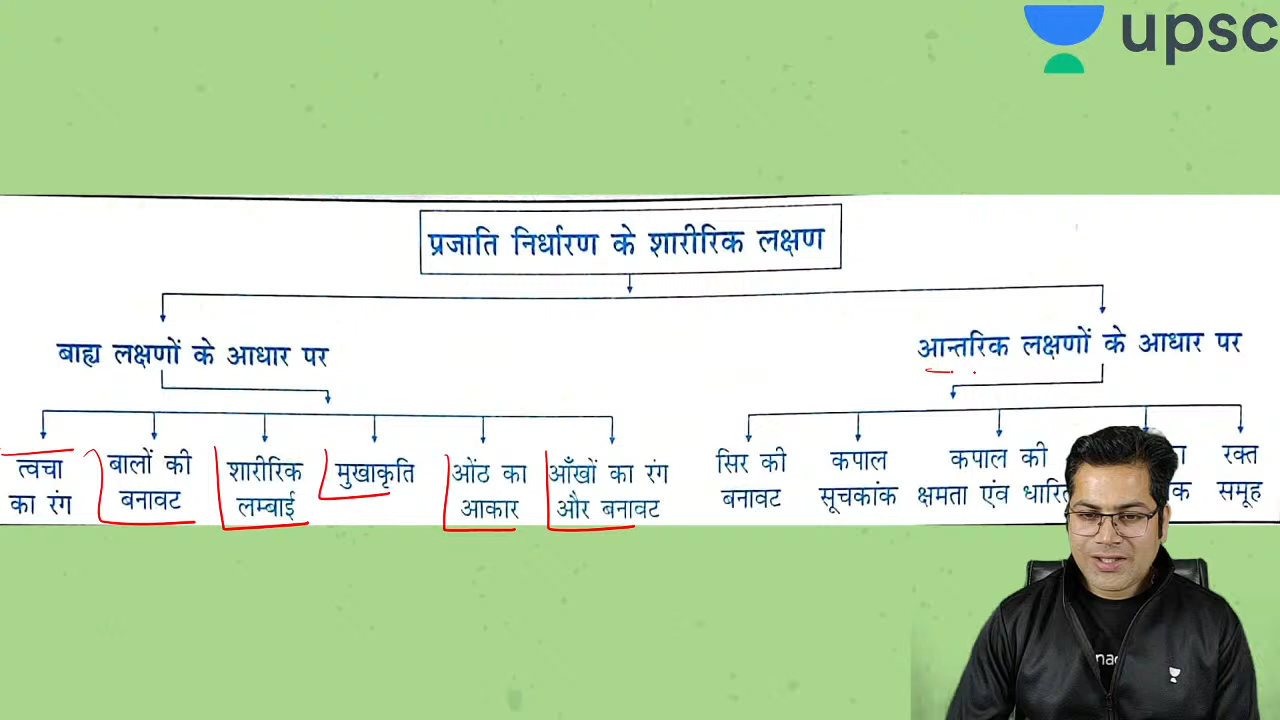 upsc
प्रजाति निर्धारण के शारीरिक लक्षण
बाह्य लक्षणों के आधार पर
आन्तरिक लक्षणों के आधार पर
त्वचा
का रंग
बालों की
बनावट
शारीरिक
लम्बाई
मुखाकृति
ओंठ का
आकार
आँखों का रंग
और बनावट
सिर की
बनावट
कपाल
सूचकांक
कपाल की
क्षमता एंव
रक्त
समूह